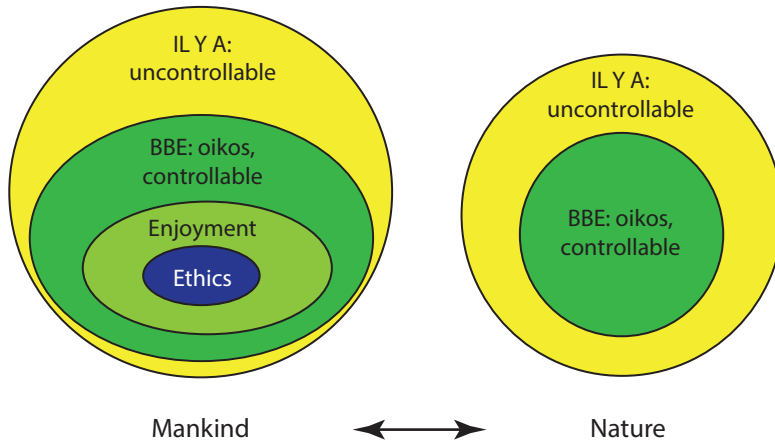 IL Y A:
uncontrollable
BBE: oikos,
controllable
Enjoyment
Ethics
IL Y A:
uncontrollable
BBE: oikos,
controllable
Mankind
Nature